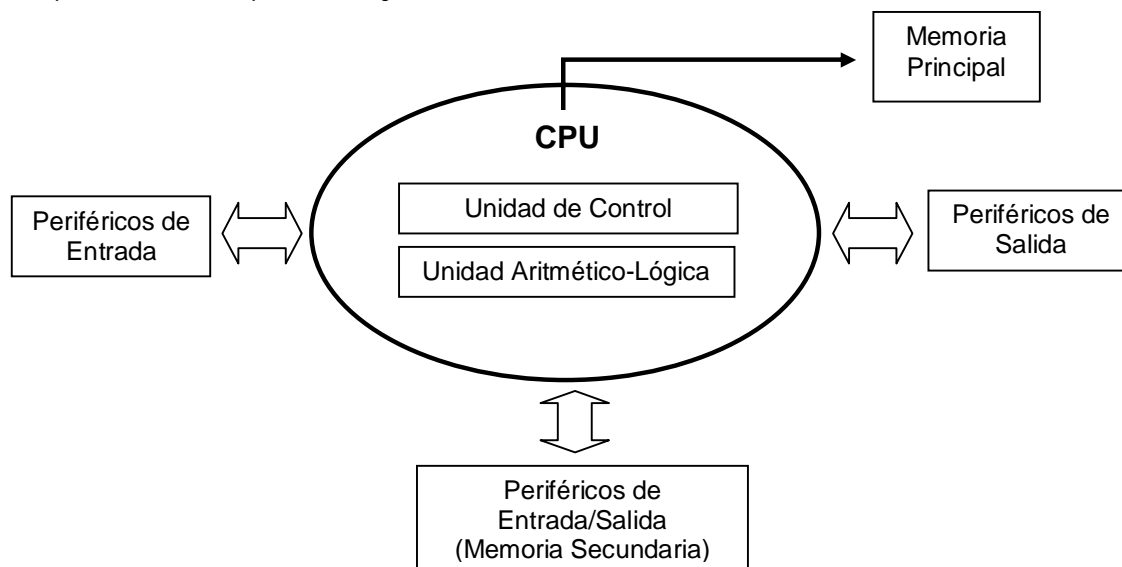 Memoria
Principal
CPU
Unidad de Control
Unidad Aritmético-Lógica
Periféricos de
Entrada
Periféricos de
Salida
Periféricos de
Entrada/Salida
(Memoria Secundaria)